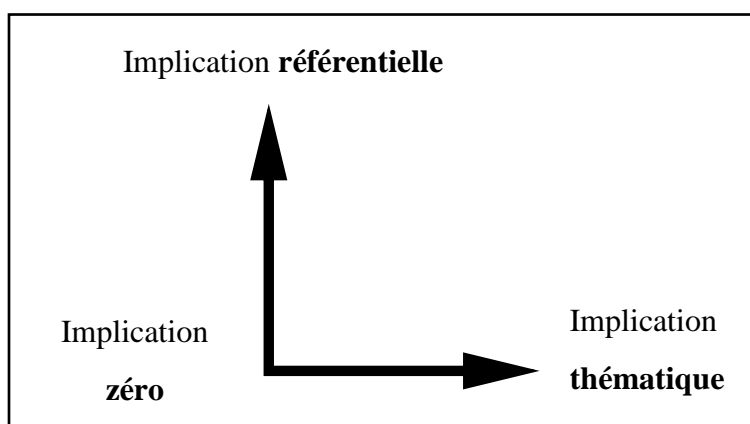 Implication référentielle
Implication
zéro
Implication
thématique